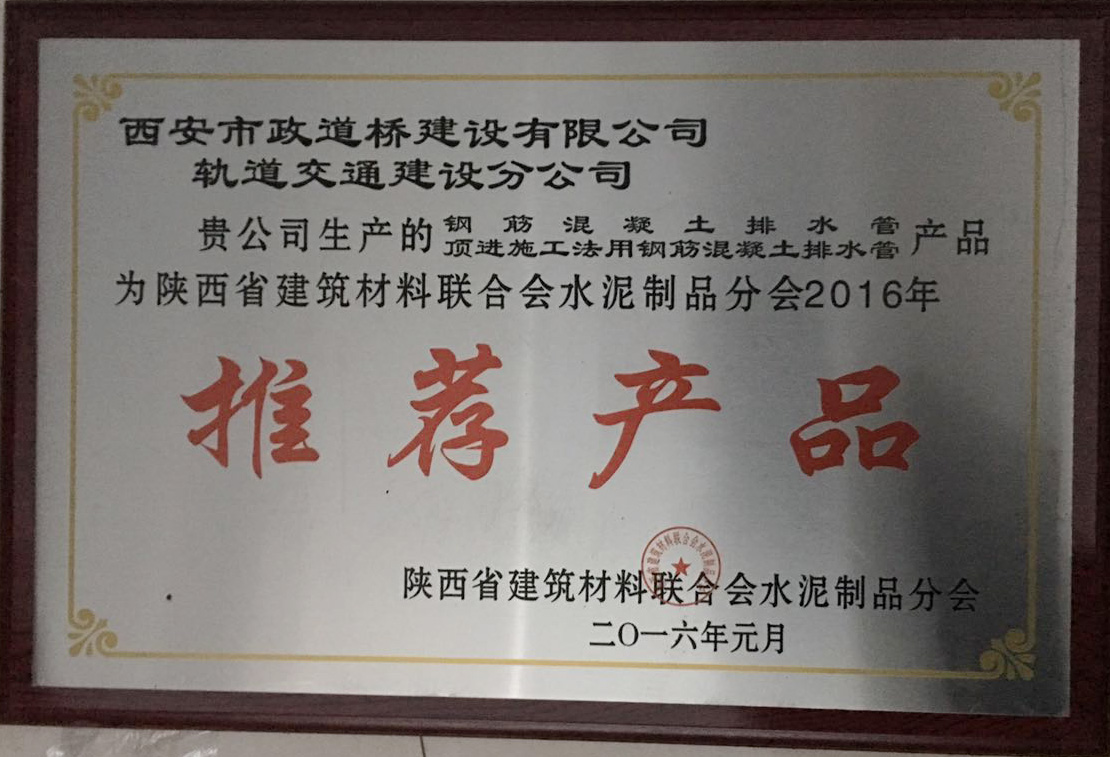 西安市政道桥建设有限公司
轨道交通建设分公司
贵公司生产的 钢筋混凝土排水管 产品
顶进施工法用钢筋混凝土排水管
为陕西省建筑材料联合会水泥制品分会2016年
推荐产品
陕西省建筑材料联合会水泥制品分会
二〇一六年元月